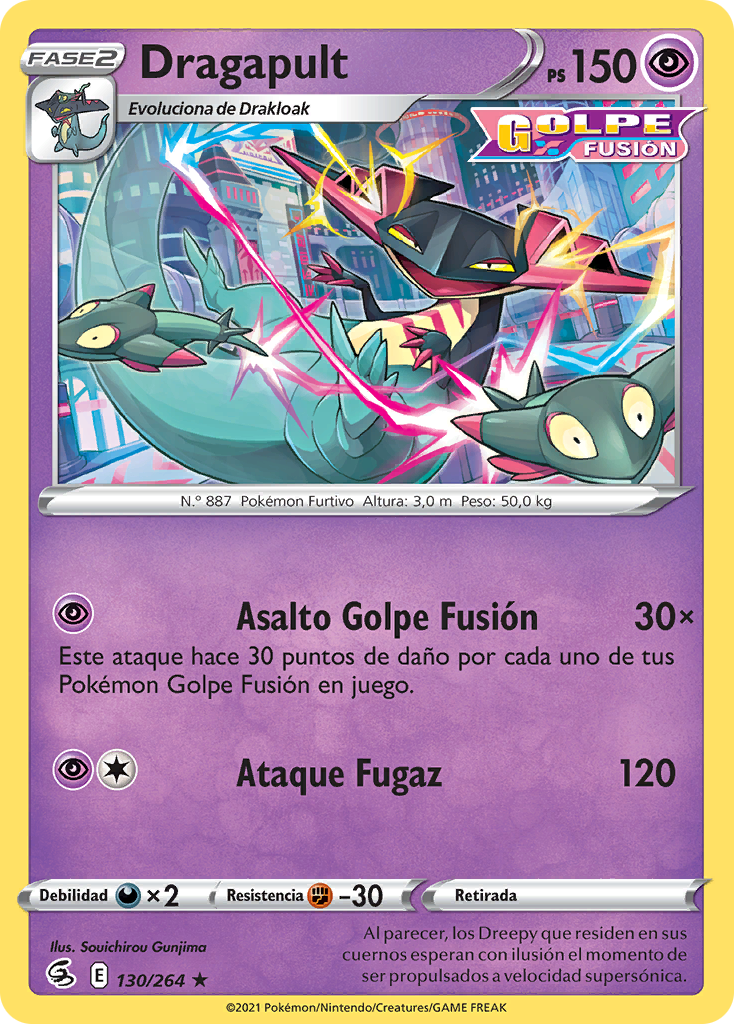 FASE2
Dragapult
PS 150
Evoluciona de Drakloak
GOLPE
FUSIÓN
N.º 887 Pokémon Furtivo Altura: 3,0 m Peso: 50,0 kg
Asalto Golpe Fusión 30×
Este ataque hace 30 puntos de daño por cada uno de tus
Pokémon Golpe Fusión en juego.
Ataque Fugaz 120
Debilidad ×2 Resistencia -30 Retirada
Ilus. Souichirou Gunjima
Al parecer, los Dreepy que residen en sus
cuernos esperan con ilusión el momento de
ser propulsados a velocidad supersónica.
E 130/264 ★
©2021 Pokémon/Nintendo/Creatures/GAME FREAK